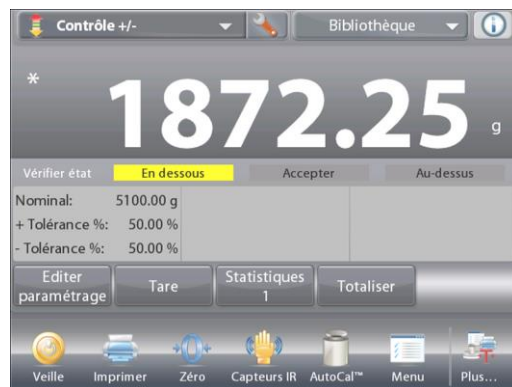 Contrôle +/-
Bibliothèque
*
1872.25 g
Vérifier état En dessous Accepter Au-dessus
Nominal: 5100.00 g
+ Tolérance %: 50.00 %
- Tolérance %: 50.00 %
Editer paramétrage
Tare
Statistiques 1
Totaliser
Veille Imprimer Zéro Capteurs IR AutoCal™ Menu Plus...